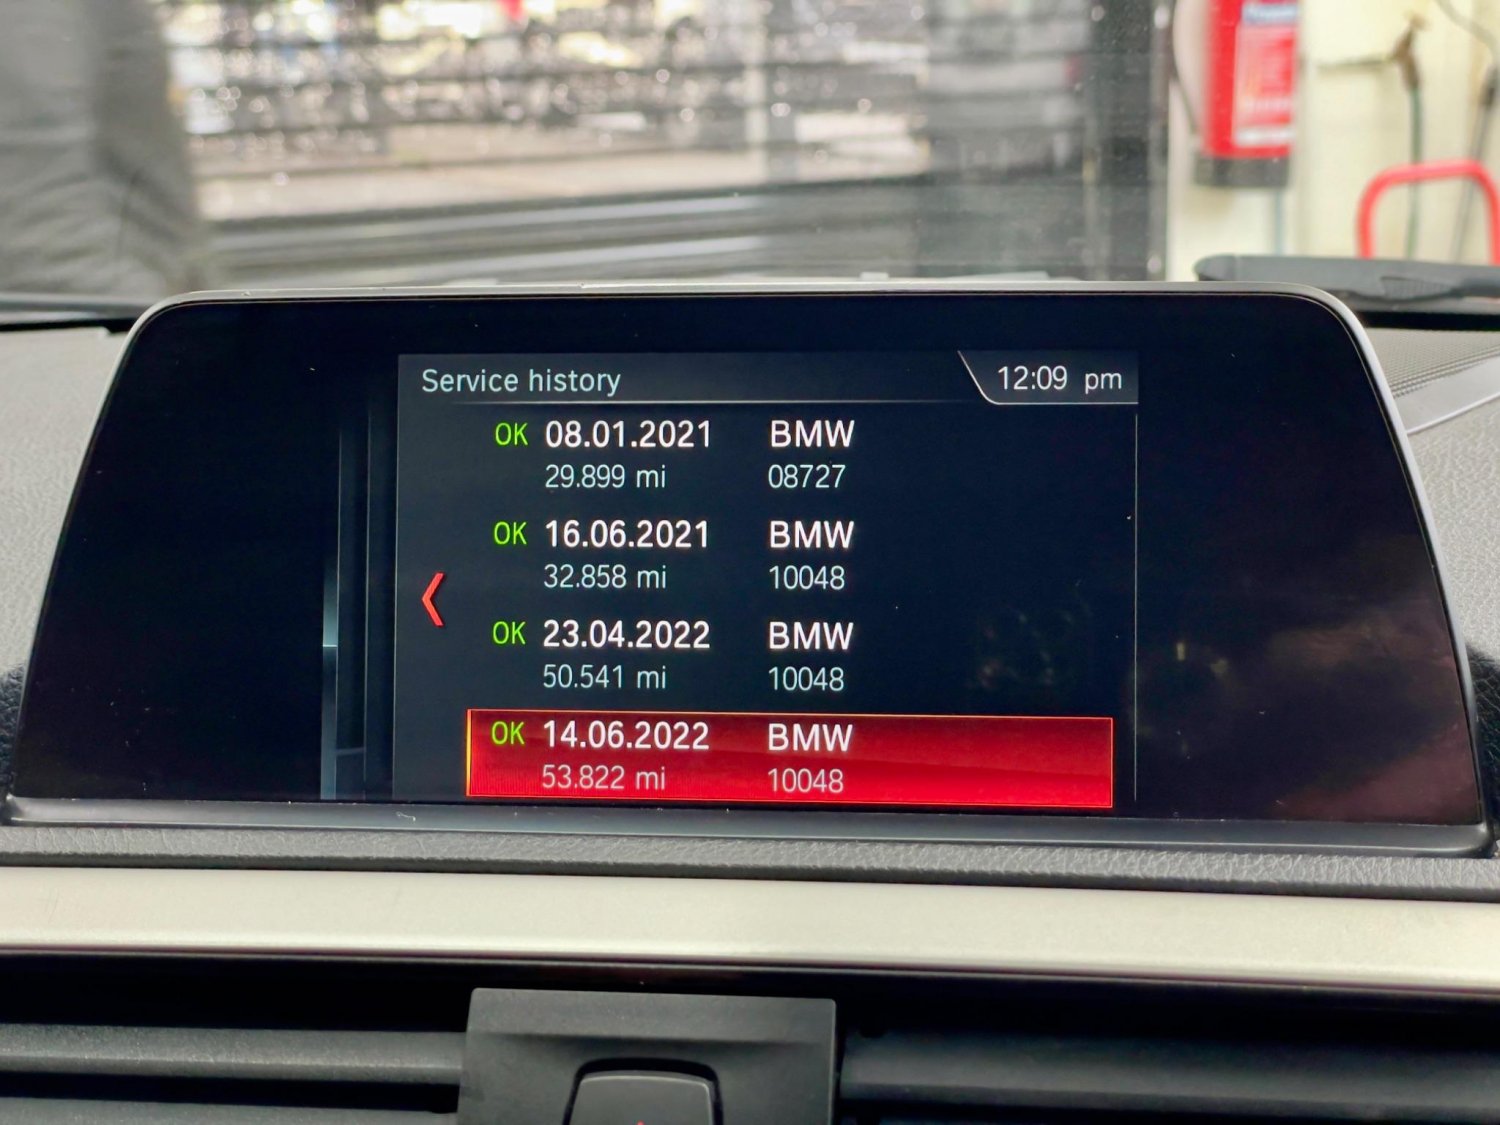 Service history 12:09 pm
OK 08.01.2021 BMW
29.899 mi 08727
OK 16.06.2021 BMW
32.858 mi 10048
OK 23.04.2022 BMW
50.541 mi 10048
OK 14.06.2022 BMW
53.822 mi 10048